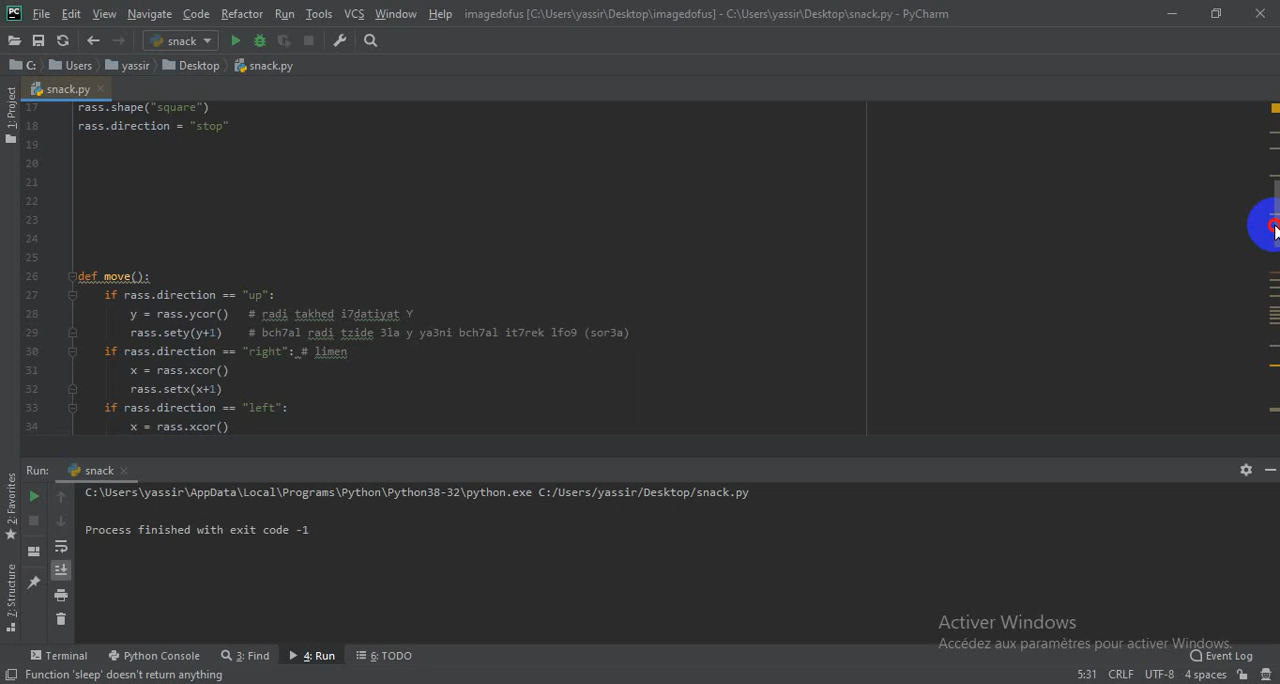 PC File Edit View Navigate Code Refactor Run Tools VCS Window Help imagedofus [C:\Users\yassir\Desktop\imagedofus] - C:\Users\yassir\Desktop\snack.py - PyCharm
snack
C: Users yassir Desktop snack.py
1: Project
snack.py
17 rass.shape("square")
18 rass.direction = "stop"
19
20
21
22
23
24
25
26 def move():
27 if rass.direction == "up":
28 y = rass.ycor() # radi takhed i7datiyat Y
29 rass.sety(y+1) # bch7al radi tzide 3la y ya3ni bch7al it7rek lfo9 (sor3a)
30 if rass.direction == "right": # limen
31 x = rass.xcor()
32 rass.setx(x+1)
33 if rass.direction == "left":
34 x = rass.xcor()
Run: snack
C:\Users\yassir\AppData\Local\Programs\Python\Python38-32\python.exe C:/Users/yassir/Desktop/snack.py
Process finished with exit code -1
2: Favorites
7: Structure
Activer Windows
Accédez aux paramètres pour activer Windows.
Terminal Python Console 3: Find 4: Run 6: TODO Event Log
Function 'sleep' doesn't return anything 5:31 CRLF UTF-8 4 spaces